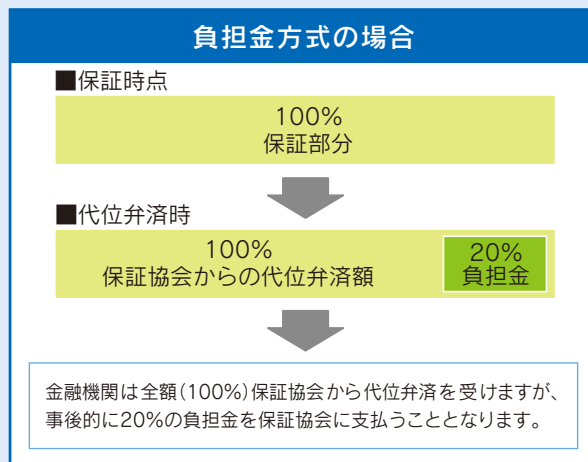 負担金方式の場合
■保証時点
100%
保証部分
■代位弁済時
100%
保証協会からの代位弁済額
20%
負担金
金融機関は全額(100%)保証協会から代位弁済を受けますが、
事後的に20%の負担金を保証協会に支払うこととなります。